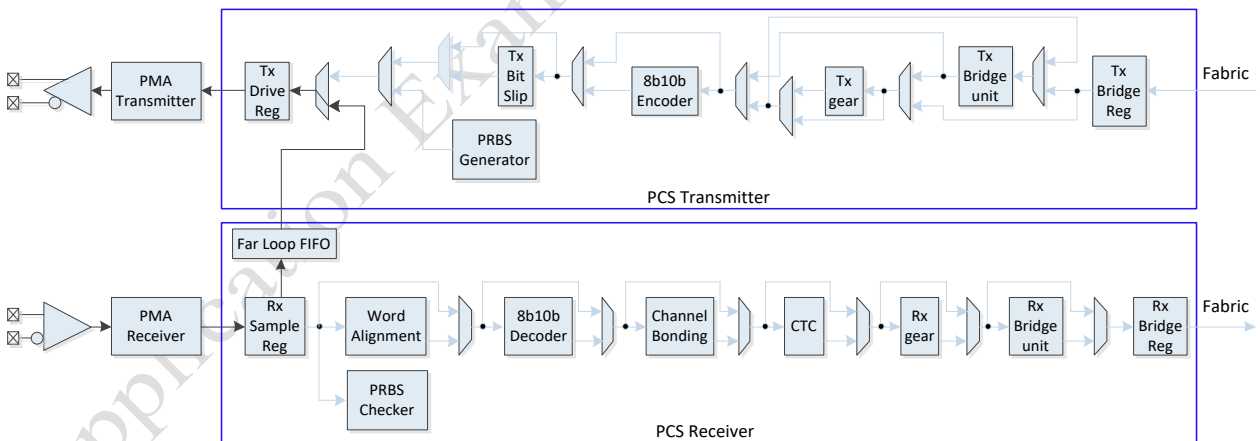 PMA
Transmitter
Tx
Drive
Reg
Tx
Bit
Slip
PRBS
Generator
8b10b
Encoder
Tx
gear
Tx
Bridge
unit
Tx
Bridge
Reg
Fabric
PCS Transmitter
Far Loop FIFO
PMA
Receiver
Rx
Sample
Reg
Word
Alignment
PRBS
Checker
8b10b
Decoder
Channel
Bonding
CTC
Rx
gear
Rx
Bridge
unit
Rx
Bridge
Reg
Fabric
PCS Receiver
Application Exam